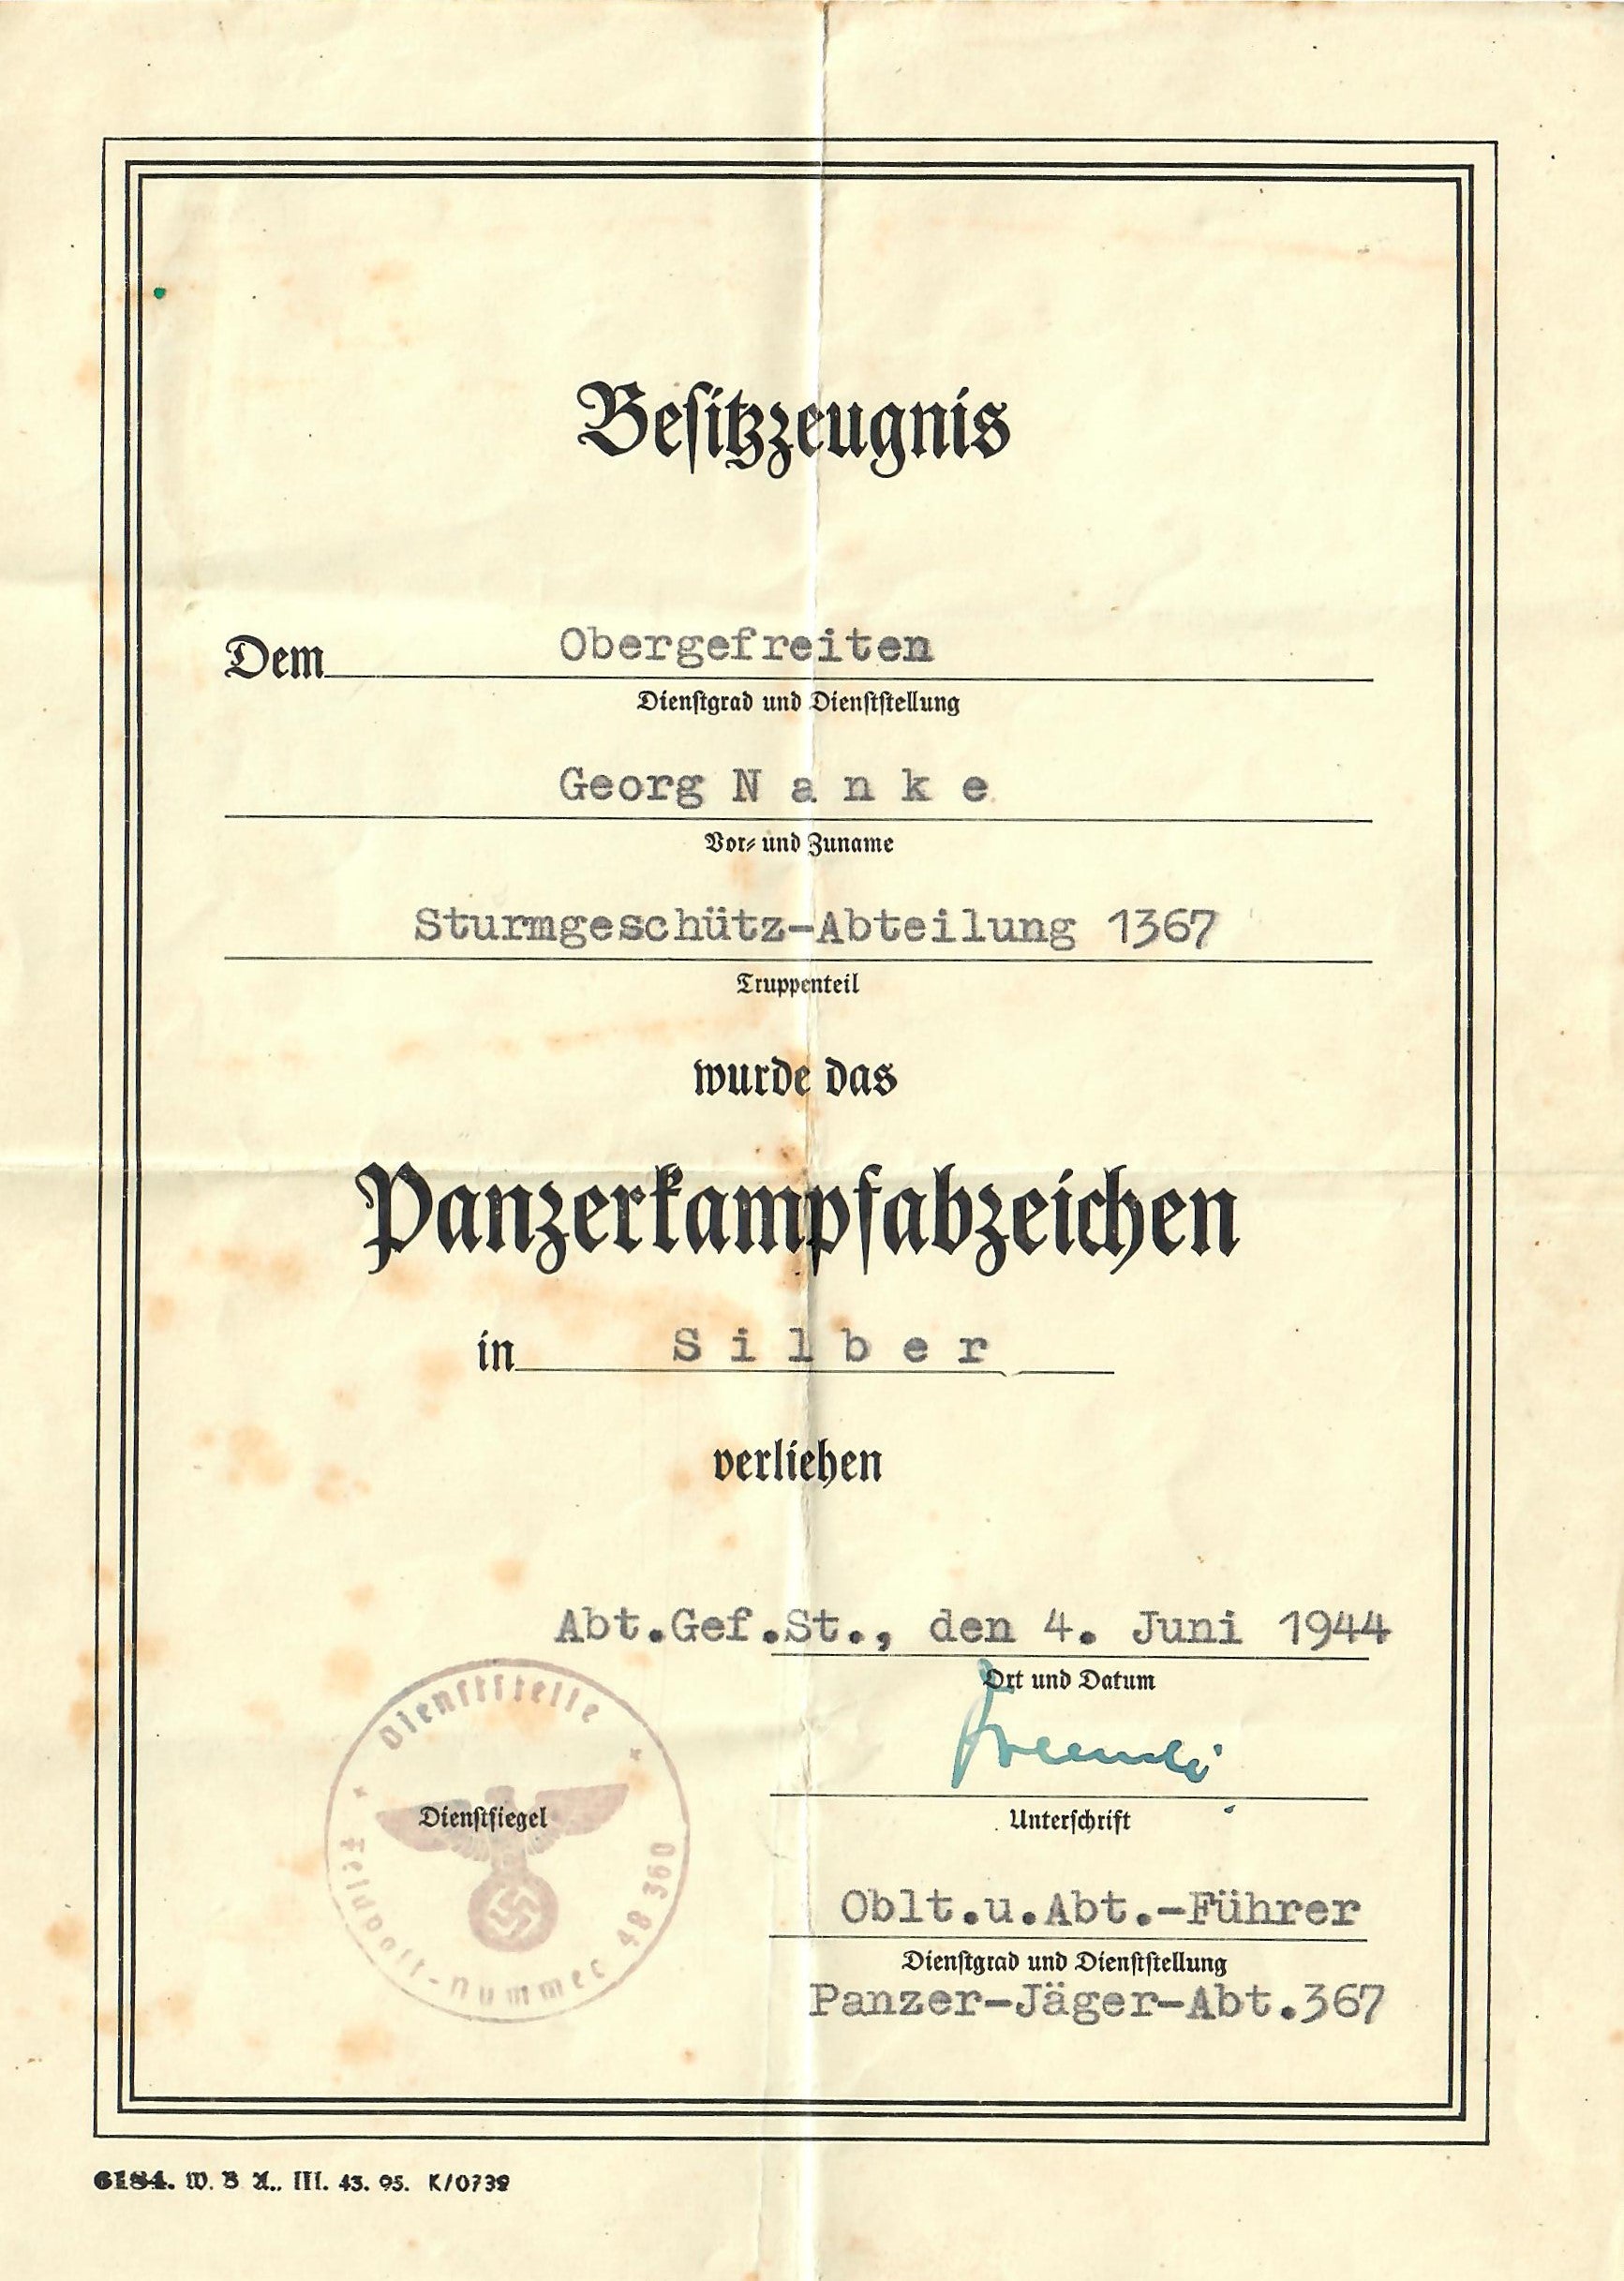 Besitzzeugnis
Dem Obergefreiten
Dienstgrad und Dienststellung
Georg N a n k e
Vor- und Zuname
Sturmgeschütz-Abteilung 1367
Truppenteil
wurde das
Panzerkampfabzeichen
in S i l b e r
verliehen
Abt.Gef.St., den 4. Juni 1944
Ort und Datum
Dienststelle
Dienstsiegel
Feldpost-Nummer 48 360
Unterschrift
Oblt.u.Abt.-Führer
Dienstgrad und Dienststellung
Panzer-Jäger-Abt.367
6184. W. B K.. III. 43. 95. K/0739